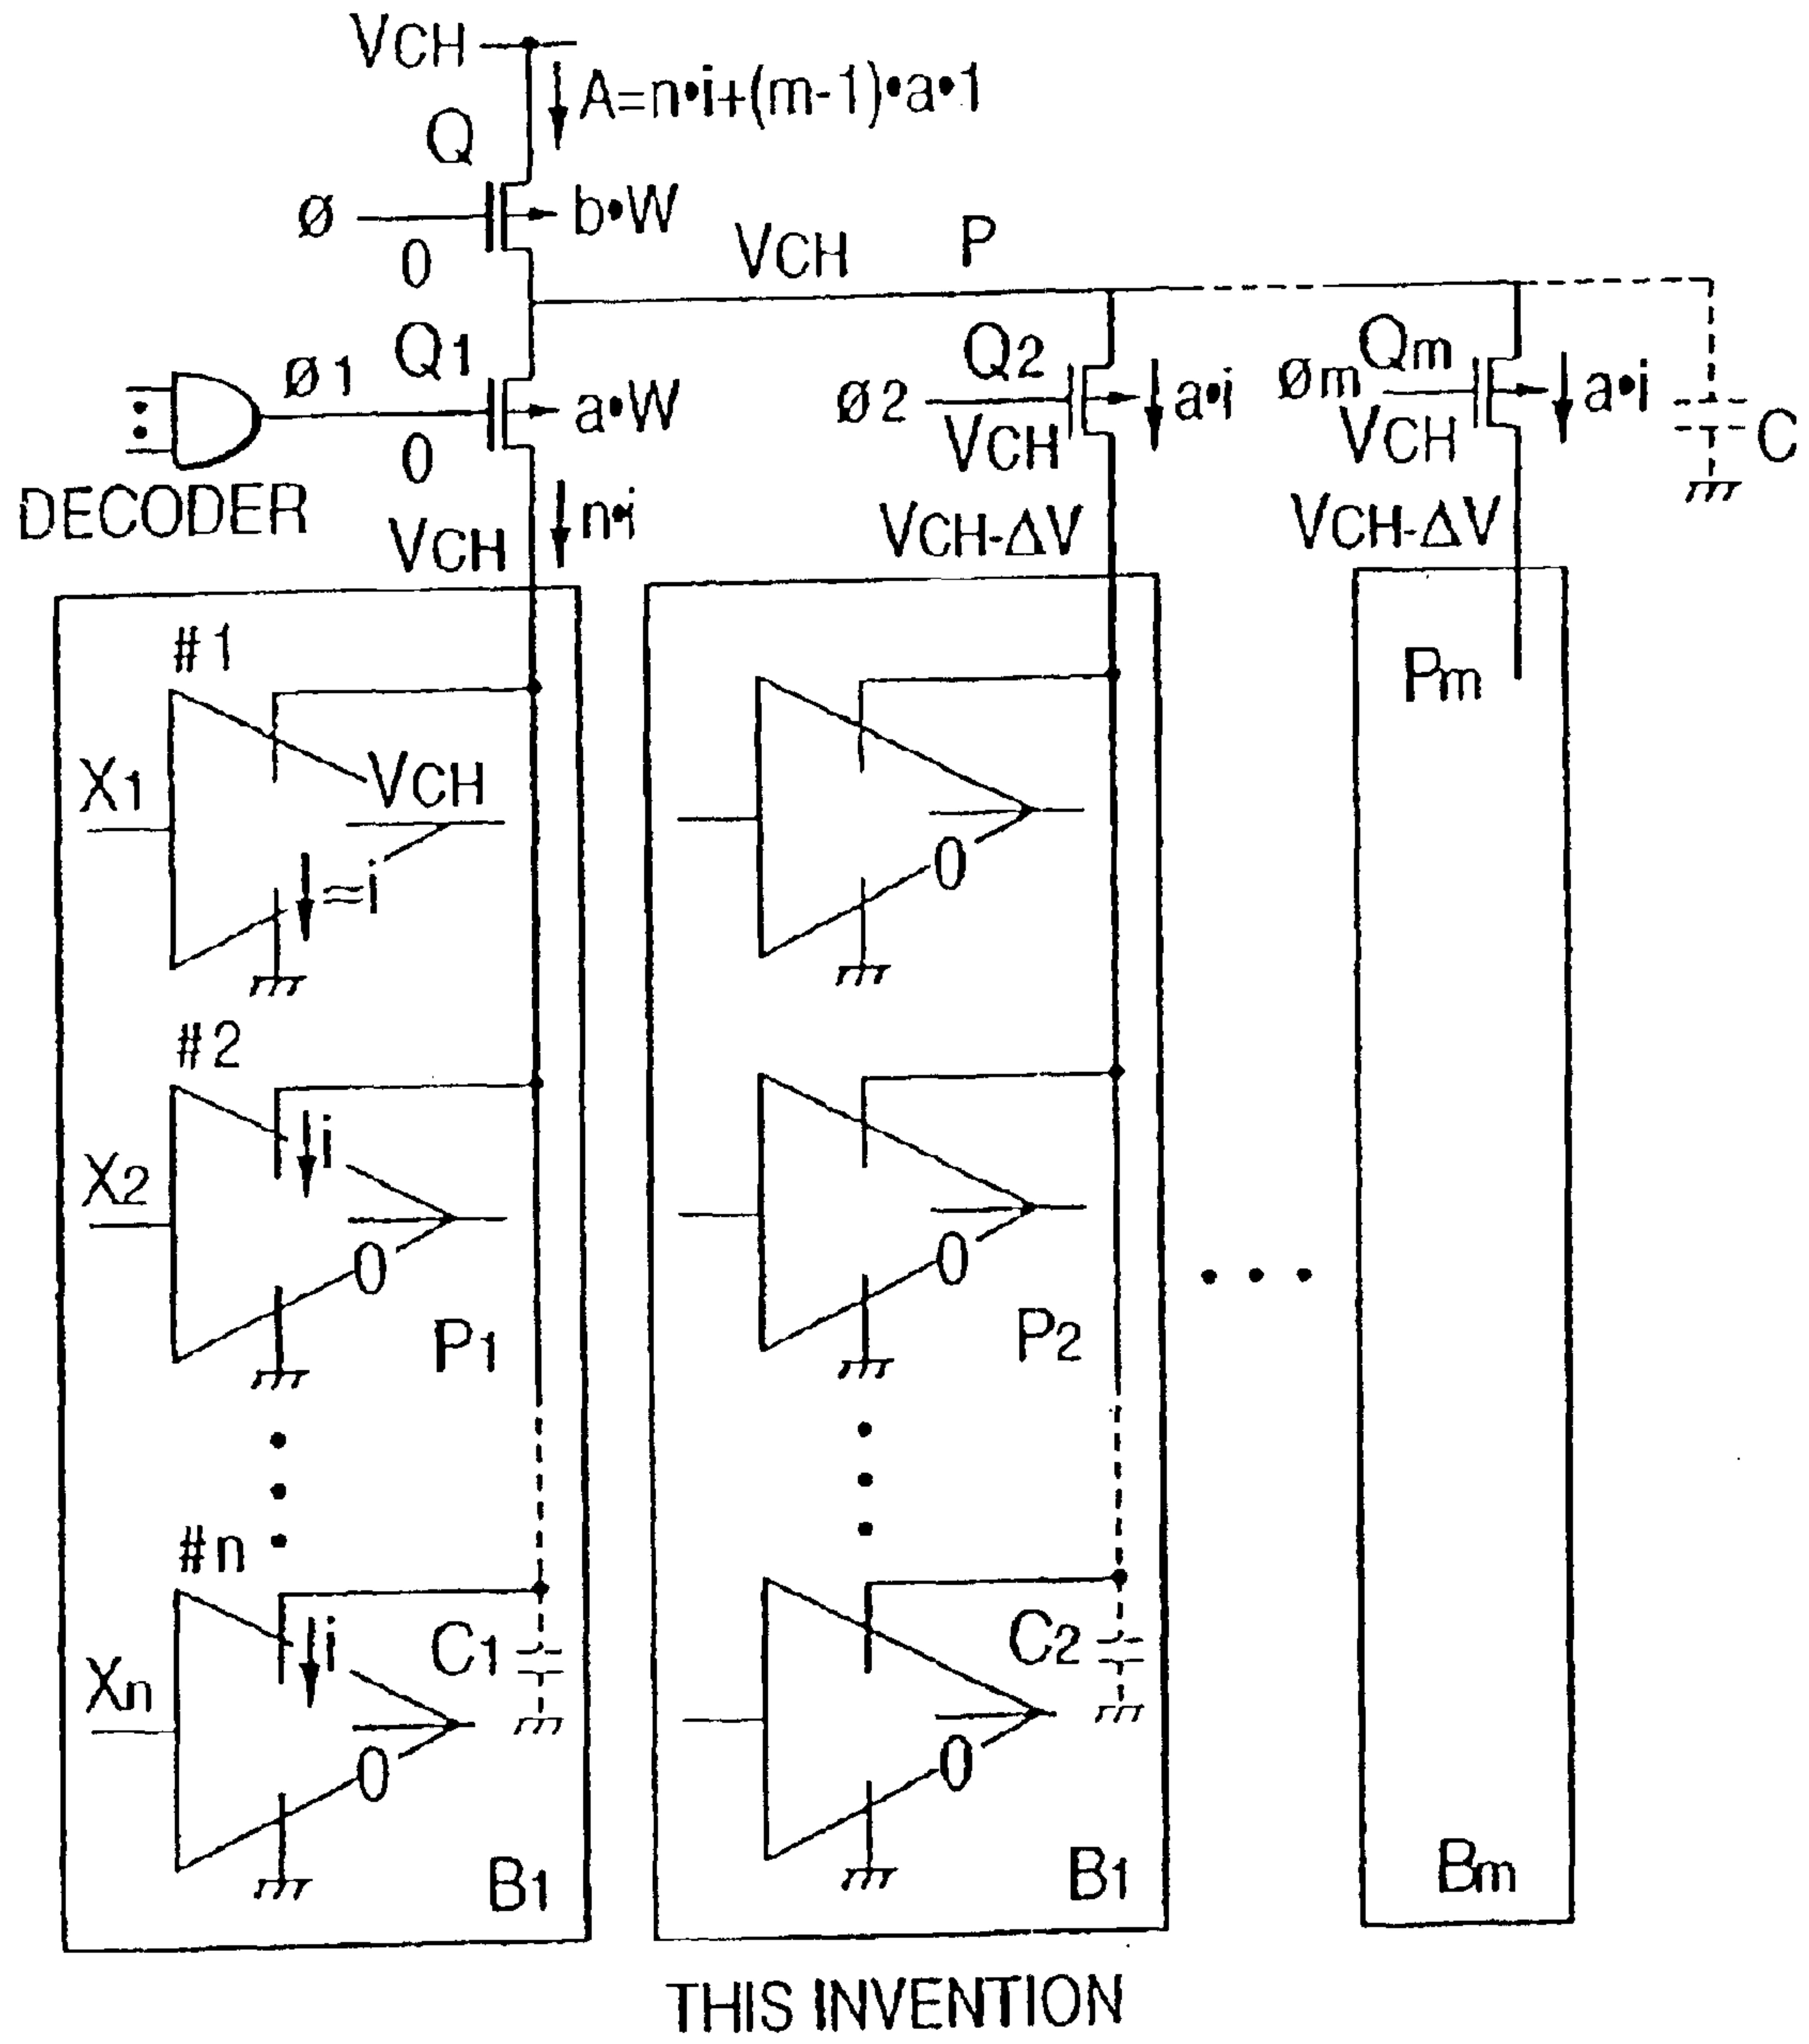 VCH
A=n•i+(m-1)•a•1
Q
ø
0
b•W
VCH
P
Q1
ø1
0
a•W
DECODER
VCH
n•i
Q2
ø2
VCH
a•i
VCH-ΔV
Qm
øm
VCH
a•i
VCH-ΔV
C
#1
X1
VCH
≈i
#2
X2
i
0
P1
#n
Xn
i
0
C1
B1
0
0
P2
0
C2
B1
Pm
Bm
THIS INVENTION